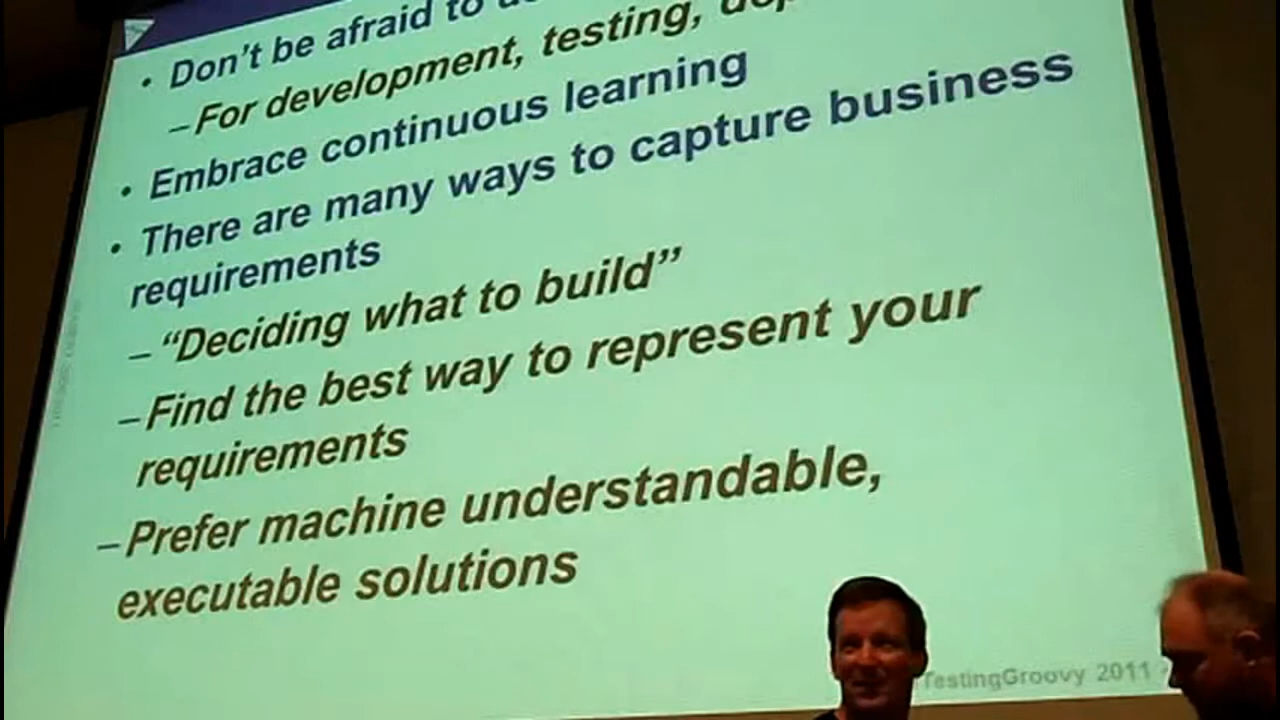 • Don't be afraid to
– For development, testing,
• Embrace continuous learning
• There are many ways to capture business
requirements
– “Deciding what to build”
– Find the best way to represent your
requirements
– Prefer machine understandable,
executable solutions
TestingGroovy 2011